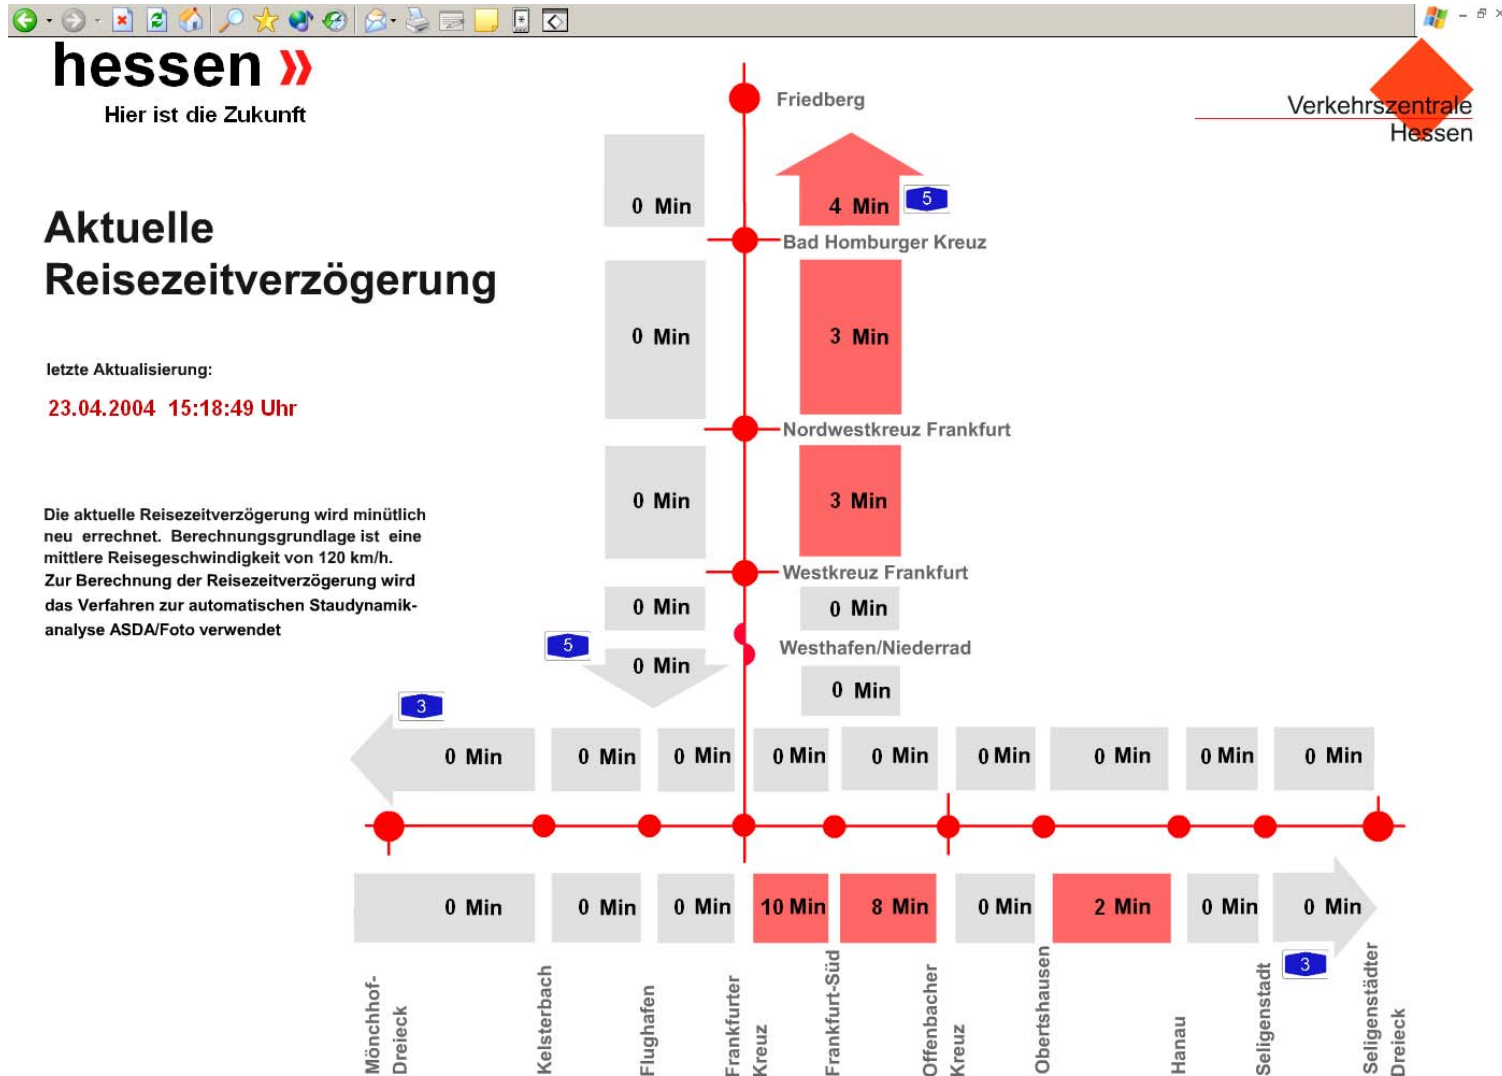 hessen »
Hier ist die Zukunft
Verkehrszentrale
Hessen
Aktuelle
Reisezeitverzögerung
letzte Aktualisierung:
23.04.2004 15:18:49 Uhr
Die aktuelle Reisezeitverzögerung wird minütlich
neu errechnet. Berechnungsgrundlage ist eine
mittlere Reisegeschwindigkeit von 120 km/h.
Zur Berechnung der Reisezeitverzögerung wird
das Verfahren zur automatischen Staudynamik-
analyse ASDA/Foto verwendet
Friedberg
0 Min
4 Min
5
Bad Homburger Kreuz
0 Min
3 Min
Nordwestkreuz Frankfurt
0 Min
3 Min
Westkreuz Frankfurt
0 Min
0 Min
Westhafen/Niederrad
5
0 Min
0 Min
3
0 Min
0 Min
0 Min
0 Min
0 Min
0 Min
0 Min
0 Min
0 Min
0 Min
0 Min
0 Min
10 Min
8 Min
0 Min
2 Min
0 Min
0 Min
3
Mönchhof-
Dreieck
Kelsterbach
Flughafen
Frankfurter
Kreuz
Frankfurt-Süd
Offenbacher
Kreuz
Obertshausen
Hanau
Seligenstadt
Seligenstädter
Dreieck